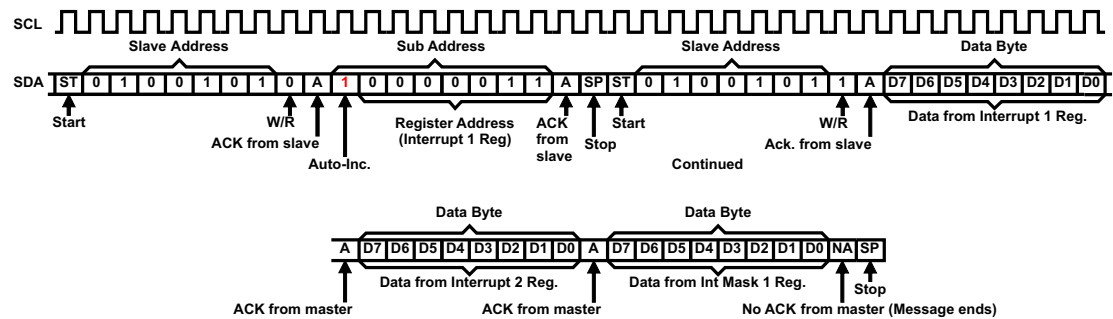 SCL
Slave Address
Sub Address
Slave Address
Data Byte
SDA ST 0 1 0 0 1 0 1 0 A 1 0 0 0 0 0 1 1 A SP ST 0 1 0 0 1 0 1 1 A D7 D6 D5 D4 D3 D2 D1 D0
Start
W/R
ACK from slave
Auto-Inc.
Register Address
(Interrupt 1 Reg)
ACK
from
slave
Stop
Start
W/R
Ack. from slave
Data from Interrupt 1 Reg.
Continued
Data Byte
Data Byte
A D7 D6 D5 D4 D3 D2 D1 D0 A D7 D6 D5 D4 D3 D2 D1 D0 NA SP
Data from Interrupt 2 Reg.
Data from Int Mask 1 Reg.
Stop
ACK from master
ACK from master
No ACK from master (Message ends)